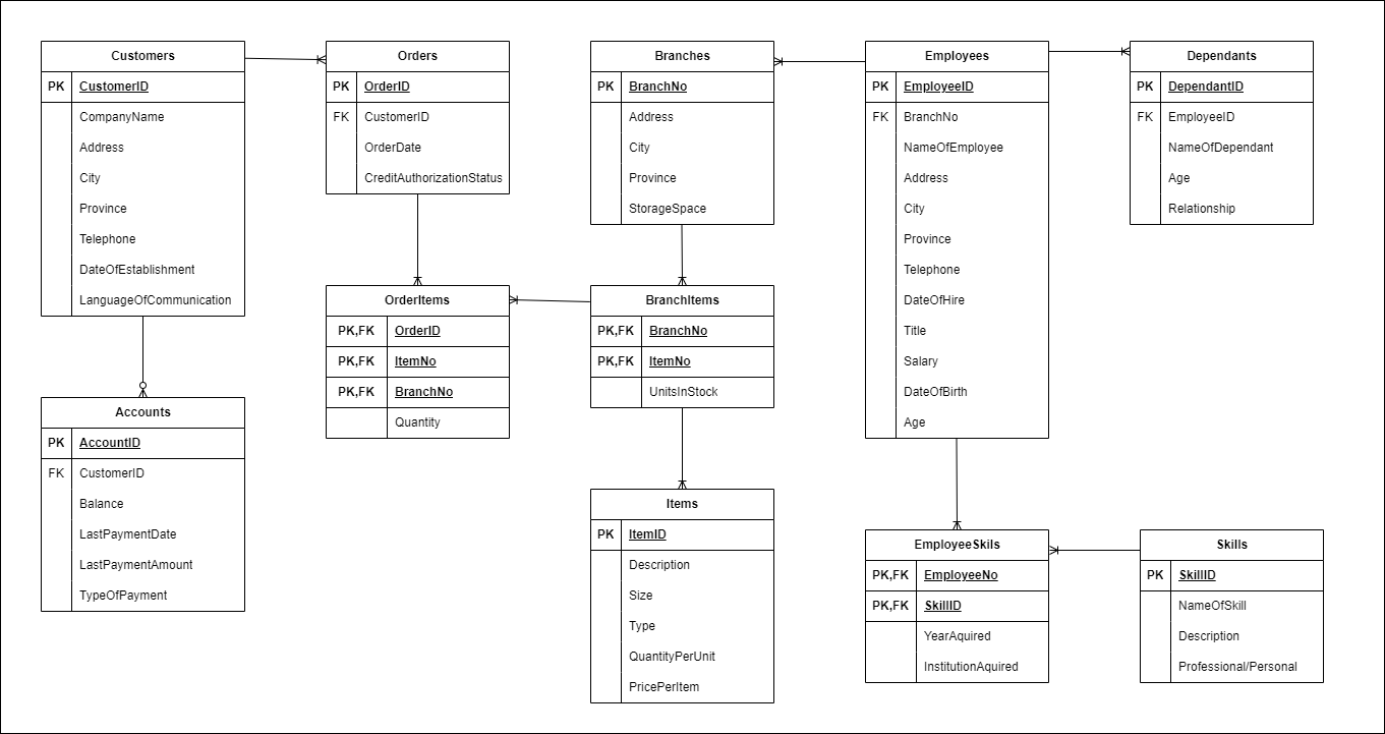 Customers
PK CustomerID
CompanyName
Address
City
Province
Telephone
DateOfEstablishment
LanguageOfCommunication
Orders
PK OrderID
FK CustomerID
OrderDate
CreditAuthorizationStatus
Branches
PK BranchNo
Address
City
Province
StorageSpace
Employees
PK EmployeeID
FK BranchNo
NameOfEmployee
Address
City
Province
Telephone
DateOfHire
Title
Salary
DateOfBirth
Age
Dependants
PK DependantID
FK EmployeeID
NameOfDependant
Age
Relationship
OrderItems
PK,FK OrderID
PK,FK ItemNo
PK,FK BranchNo
Quantity
BranchItems
PK,FK BranchNo
PK,FK ItemNo
UnitsInStock
Accounts
PK AccountID
FK CustomerID
Balance
LastPaymentDate
LastPaymentAmount
TypeOfPayment
Items
PK ItemID
Description
Size
Type
QuantityPerUnit
PricePerItem
EmployeeSkils
PK,FK EmployeeNo
PK,FK SkillID
YearAquired
InstitutionAquired
Skills
PK SkillID
NameOfSkill
Description
Professional/Personal